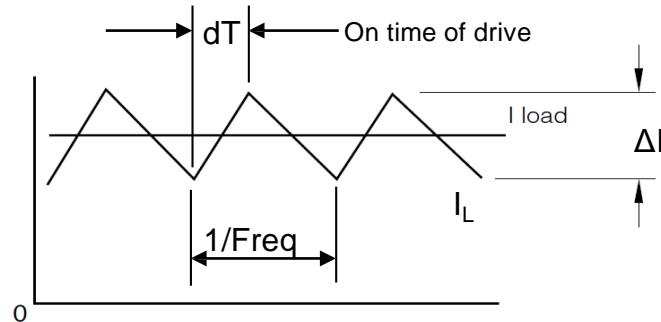 dT
On time of drive
I load
ΔI
I_L
1/Freq
0